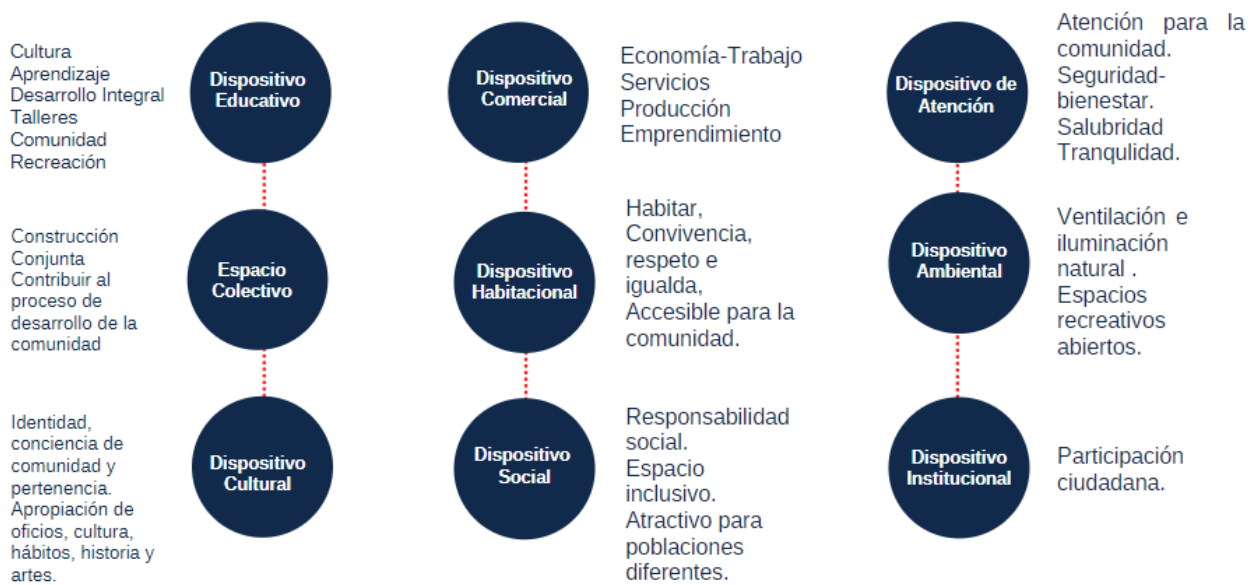 Cultura
Aprendizaje
Desarrollo Integral
Talleres
Comunidad
Recreación
Dispositivo
Educativo
Construcción
Conjunta
Contribuir al
proceso de
desarrollo de la
comunidad
Espacio
Colectivo
Identidad,
conciencia de
comunidad y
pertenencia.
Apropiación de
oficios, cultura,
hábitos, historia y
artes.
Dispositivo
Cultural
Dispositivo
Comercial
Economía-Trabajo
Servicios
Producción
Emprendimiento
Dispositivo
Habitacional
Habitar,
Convivencia,
respeto e
igualda,
Accesible para la
comunidad.
Dispositivo
Social
Responsabilidad
social.
Espacio
inclusivo.
Atractivo para
poblaciones
diferentes.
Dispositivo de
Atención
Atención para la
comunidad.
Seguridad-
bienestar.
Salubridad
Tranqulidad.
Dispositivo
Ambiental
Ventilación e
iluminación
natural .
Espacios
recreativos
abiertos.
Dispositivo
Institucional
Participación
ciudadana.